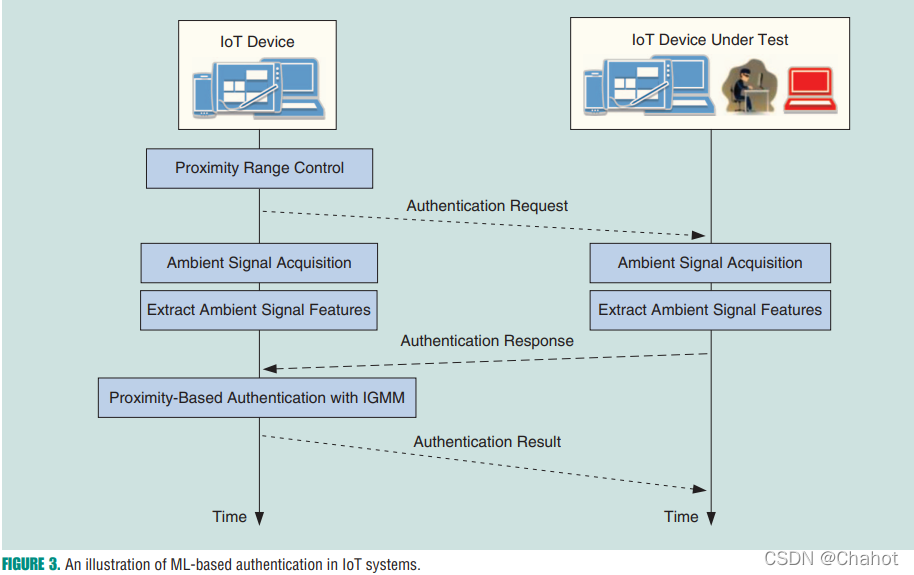 IoT Device
IoT Device Under Test
Proximity Range Control
Authentication Request
Ambient Signal Acquisition
Ambient Signal Acquisition
Extract Ambient Signal Features
Extract Ambient Signal Features
Authentication Response
Proximity-Based Authentication with IGMM
Authentication Result
Time
Time
FIGURE 3. An illustration of ML-based authentication in IoT systems.
CSDN @Chahot